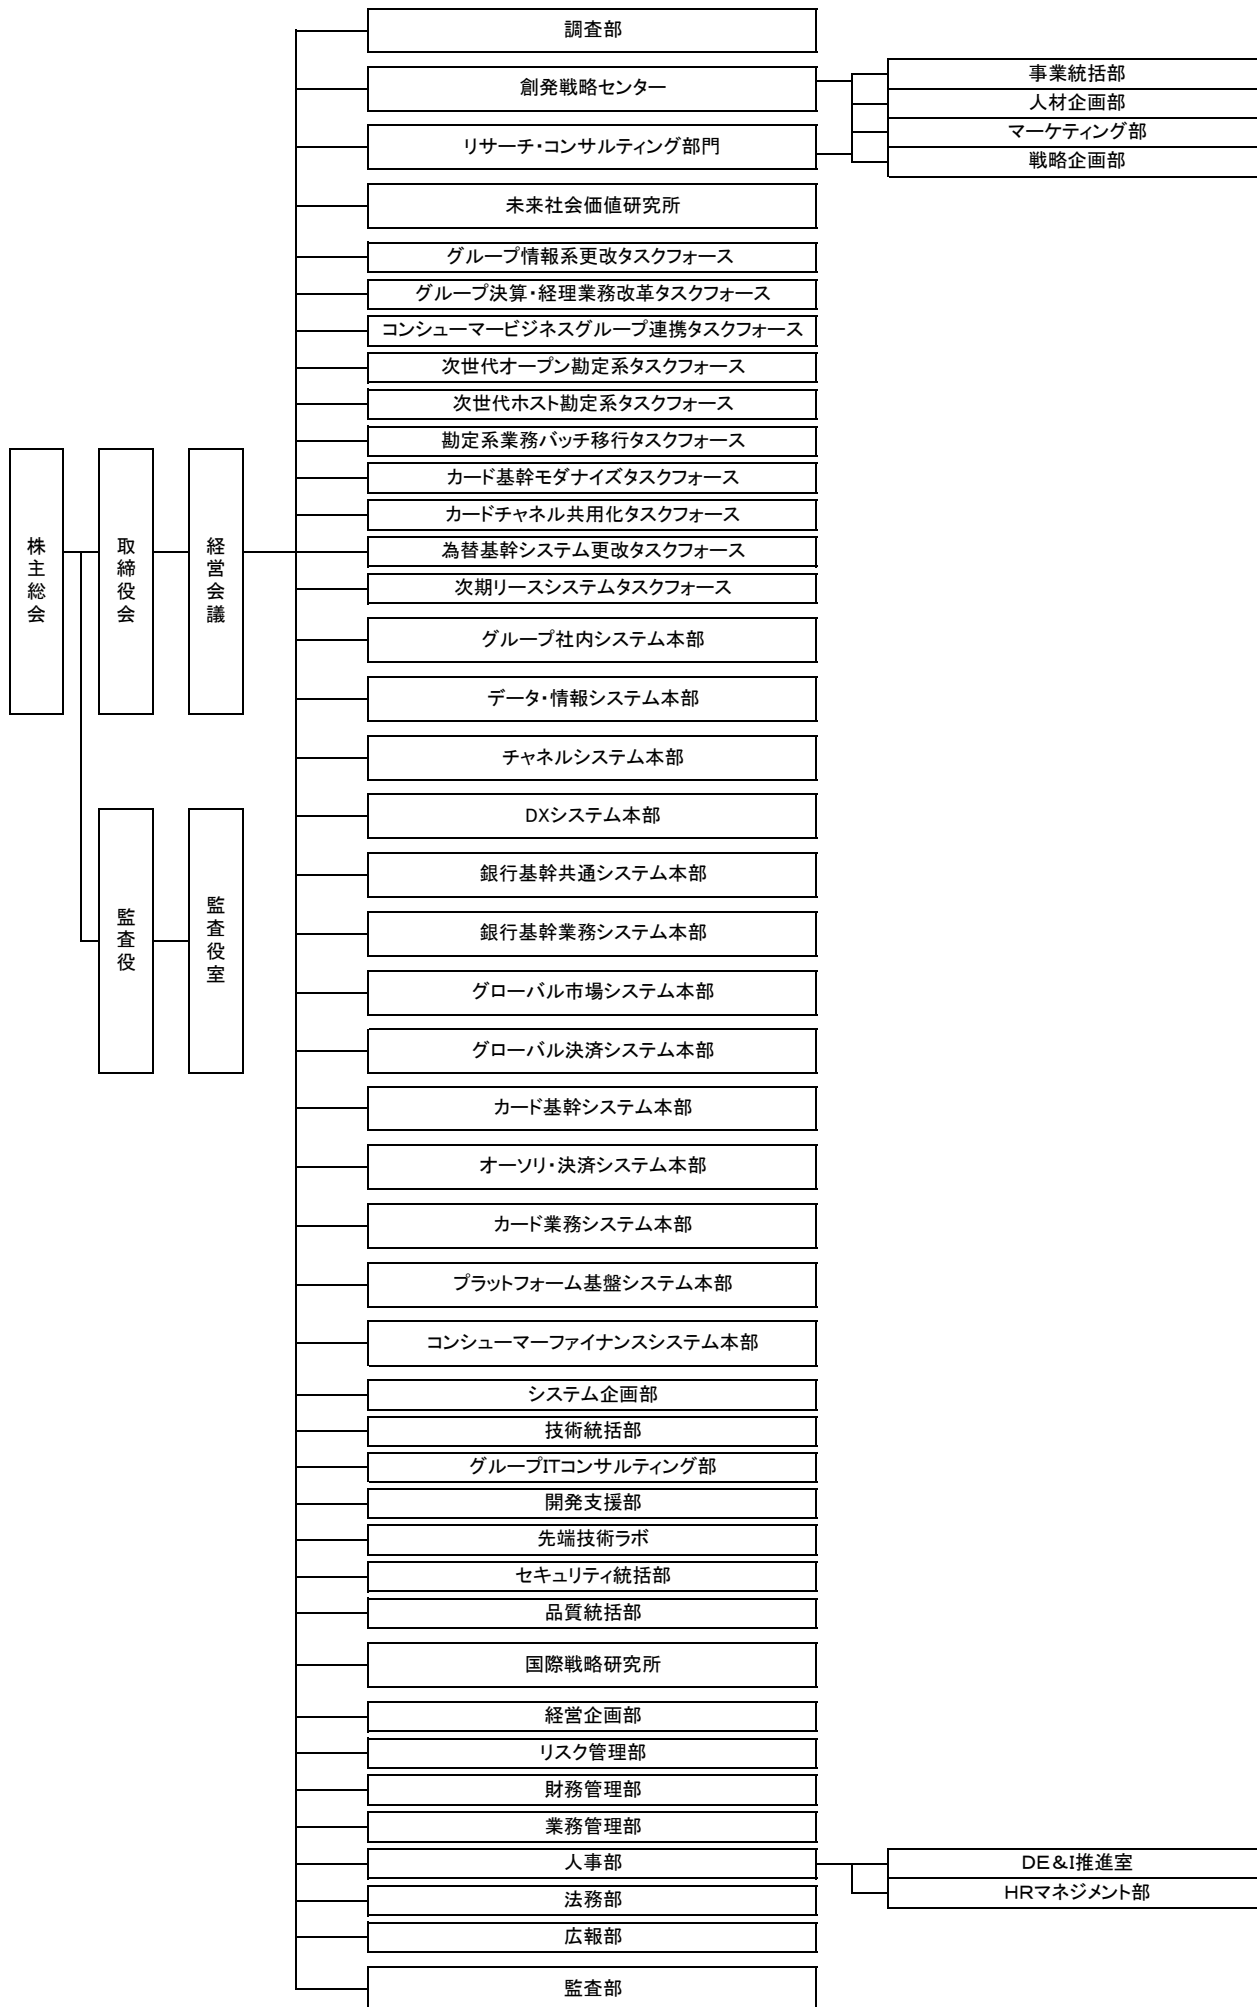 株主総会
取締役会
経営会議
監査役
監査役室
調査部
創発戦略センター
リサーチ・コンサルティング部門
事業統括部
人材企画部
マーケティング部
戦略企画部
未来社会価値研究所
グループ情報系更改タスクフォース
グループ決算・経理業務改革タスクフォース
コンシューマービジネスグループ連携タスクフォース
次世代オープン勘定系タスクフォース
次世代ホスト勘定系タスクフォース
勘定系業務バッチ移行タスクフォース
カード基幹モダナイズタスクフォース
カードチャネル共用化タスクフォース
為替基幹システム更改タスクフォース
次期リースシステムタスクフォース
グループ社内システム本部
データ・情報システム本部
チャネルシステム本部
DXシステム本部
銀行基幹共通システム本部
銀行基幹業務システム本部
グローバル市場システム本部
グローバル決済システム本部
カード基幹システム本部
オーソリ・決済システム本部
カード業務システム本部
プラットフォーム基盤システム本部
コンシューマーファイナンスシステム本部
システム企画部
技術統括部
グループITコンサルティング部
開発支援部
先端技術ラボ
セキュリティ統括部
品質統括部
国際戦略研究所
経営企画部
リスク管理部
財務管理部
業務管理部
人事部
DE&I推進室
HRマネジメント部
法務部
広報部
監査部